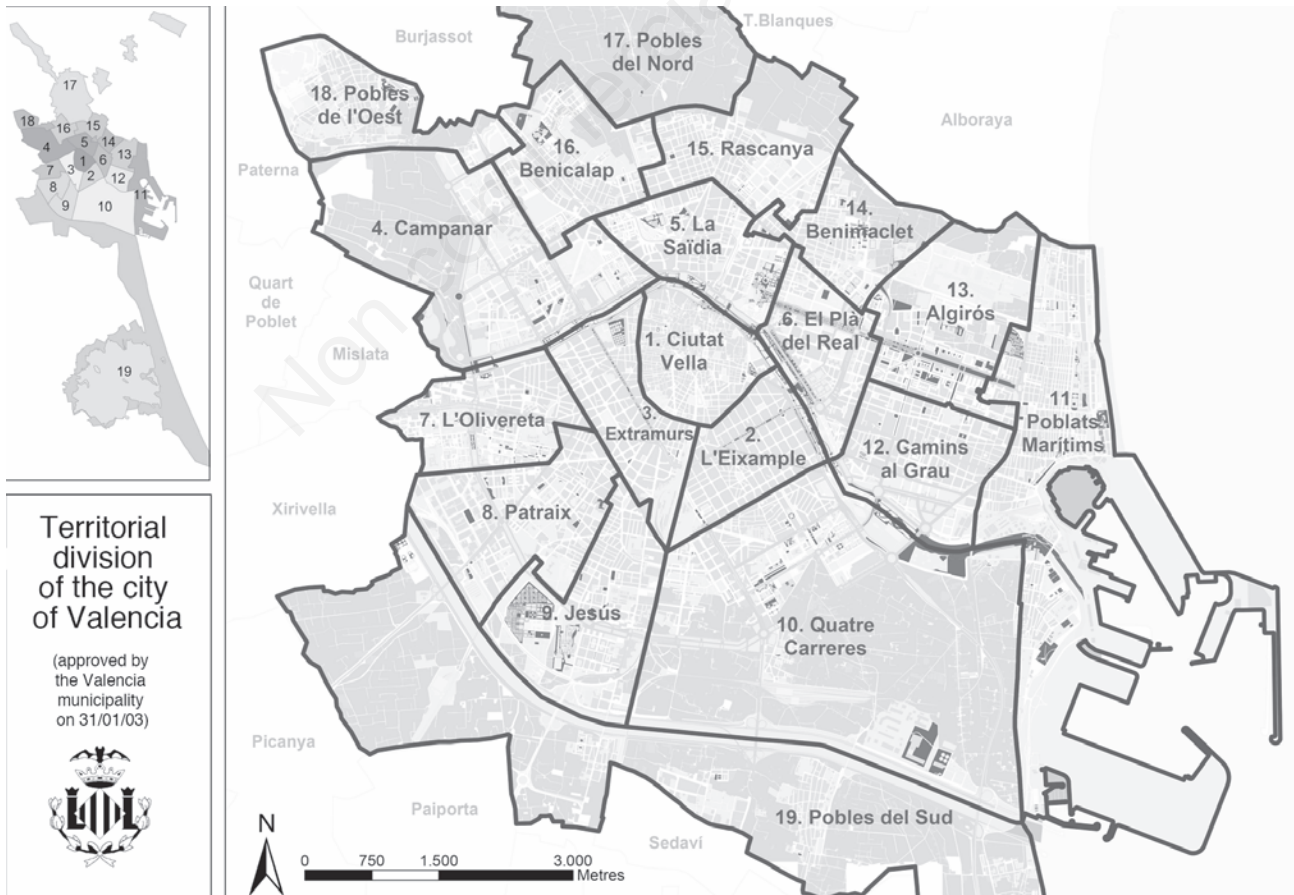 17
18
16
15
5
14
4
13
1
6
3
7
2
12
8
11
9
10
19
Territorial
division
of the city
of Valencia
(approved by
the Valencia
municipality
on 31/01/03)
Burjassot
T.Blanques
17. Pobles
del Nord
18. Pobles
de l'Oest
Alboraya
15. Rascanya
16.
Benicalap
Paterna
4. Campanar
14.
Benimaclet
5. La
Saïdia
Quart
de
Poblet
13.
Algirós
6. El Plà
del Real
1. Ciutat
Vella
Mislata
11.
Poblats
Marítims
7. L'Olivereta
3.
Extramurs
2.
L'Eixample
12. Gamins
al Grau
Xirivella
8. Patraix
9. Jesús
10. Quatre
Carreres
Picanya
Paiporta
Sedaví
19. Pobles del Sud
N
0 750 1.500 3.000
Metres